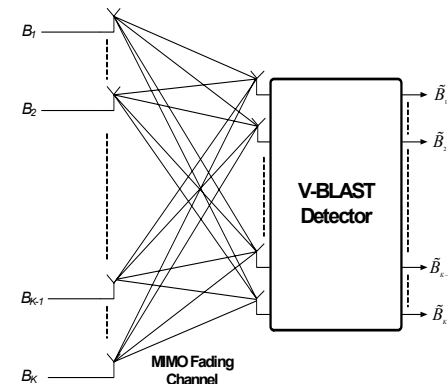 B1
B̃1
B2
B̃2
V-BLAST
Detector
BK-1
B̃K-
BK
B̃K
MIMO Fading
Channel